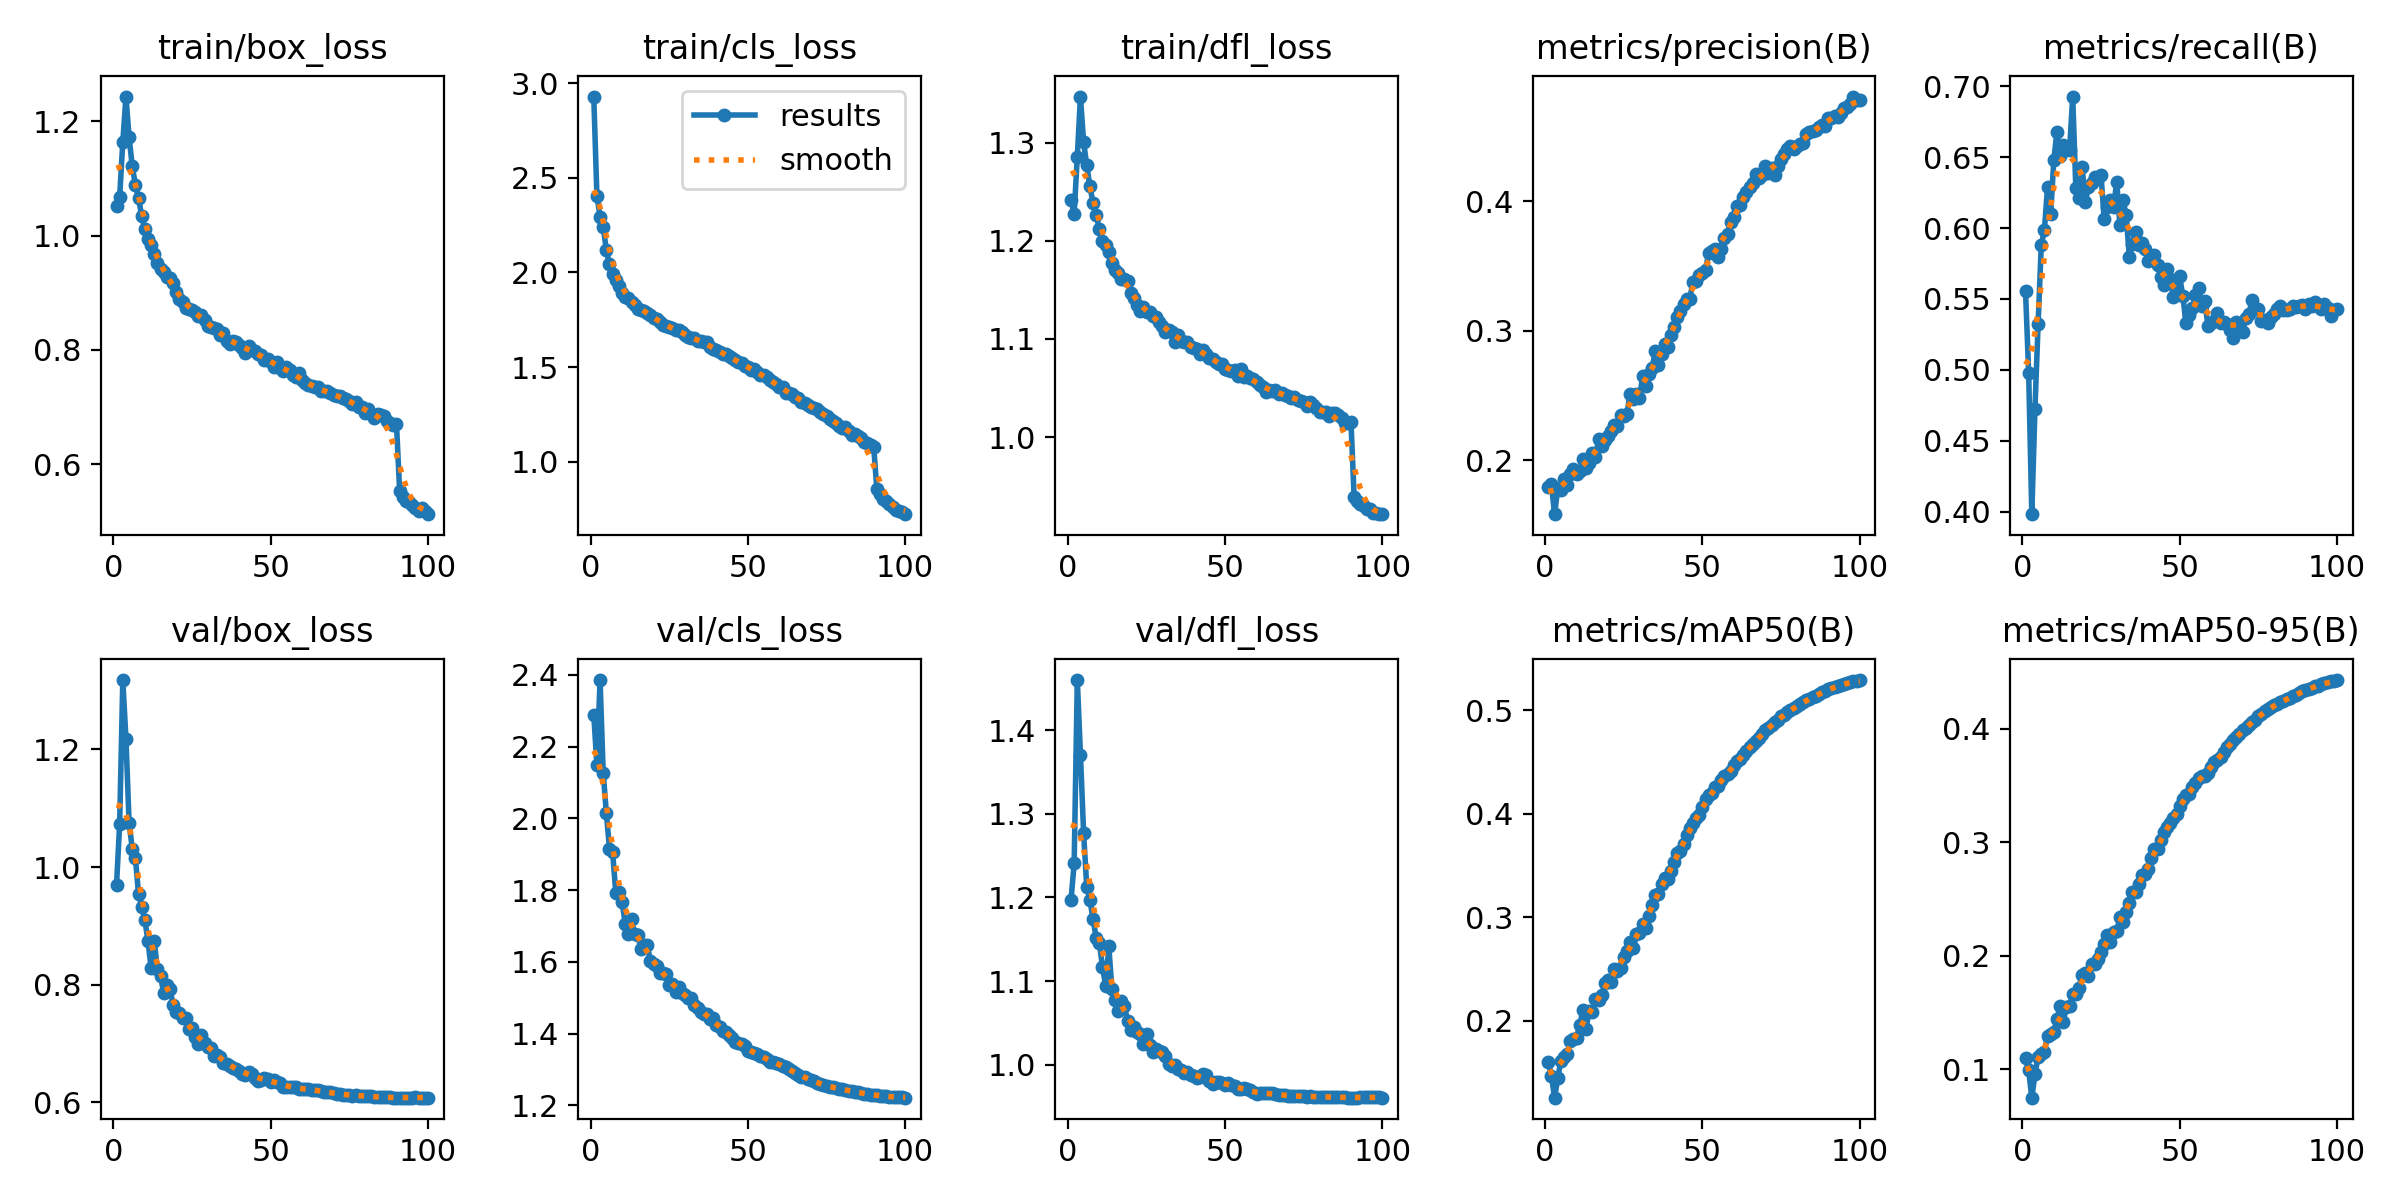 train/box_loss
1.2
1.0
0.8
0.6
0 50 100
train/cls_loss
3.0
2.5
2.0
1.5
1.0
results
smooth
0 50 100
train/dfl_loss
1.3
1.2
1.1
1.0
0 50 100
metrics/precision(B)
0.4
0.3
0.2
0 50 100
metrics/recall(B)
0.70
0.65
0.60
0.55
0.50
0.45
0.40
0 50 100
val/box_loss
1.2
1.0
0.8
0.6
0 50 100
val/cls_loss
2.4
2.2
2.0
1.8
1.6
1.4
1.2
0 50 100
val/dfl_loss
1.4
1.3
1.2
1.1
1.0
0 50 100
metrics/mAP50(B)
0.5
0.4
0.3
0.2
0 50 100
metrics/mAP50-95(B)
0.4
0.3
0.2
0.1
0 50 100